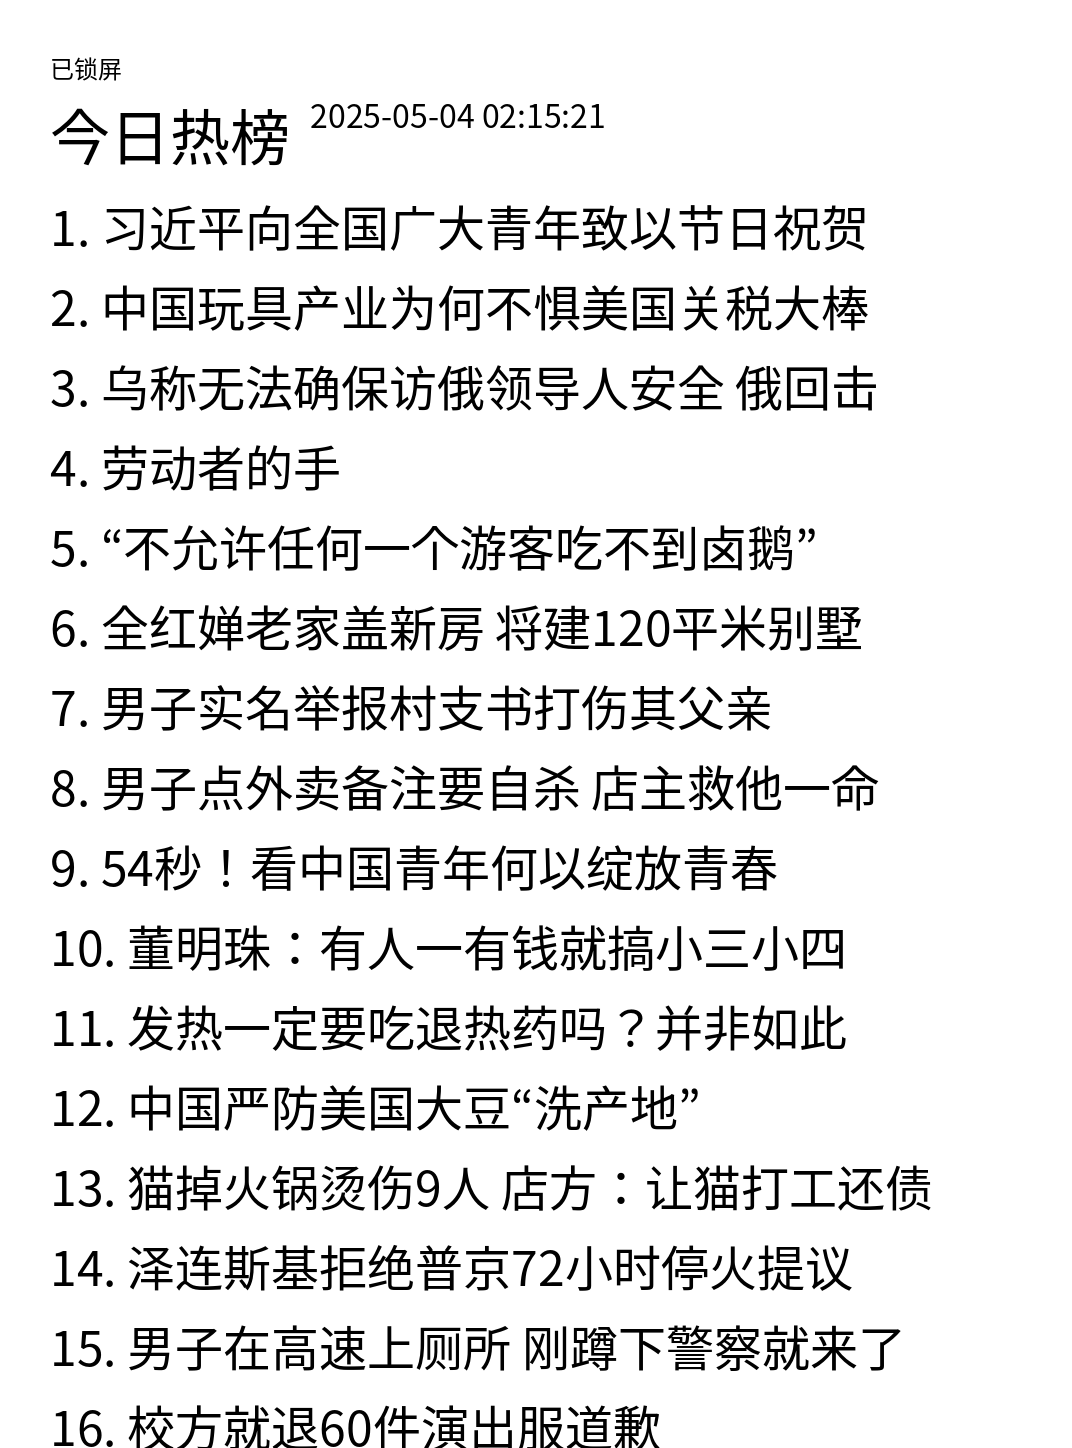 已锁屏
今日热榜 2025-05-04 02:15:21
1. 习近平向全国广大青年致以节日祝贺
2. 中国玩具产业为何不惧美国关税大棒
3. 乌称无法确保访俄领导人安全 俄回击
4. 劳动者的手
5. “不允许任何一个游客吃不到卤鹅”
6. 全红婵老家盖新房 将建120平米别墅
7. 男子实名举报村支书打伤其父亲
8. 男子点外卖备注要自杀 店主救他一命
9. 54秒！看中国青年何以绽放青春
10. 董明珠：有人一有钱就搞小三小四
11. 发热一定要吃退热药吗？并非如此
12. 中国严防美国大豆“洗产地”
13. 猫掉火锅烫伤9人 店方：让猫打工还债
14. 泽连斯基拒绝普京72小时停火提议
15. 男子在高速上厕所 刚蹲下警察就来了
16. 校方就退60件演出服道歉